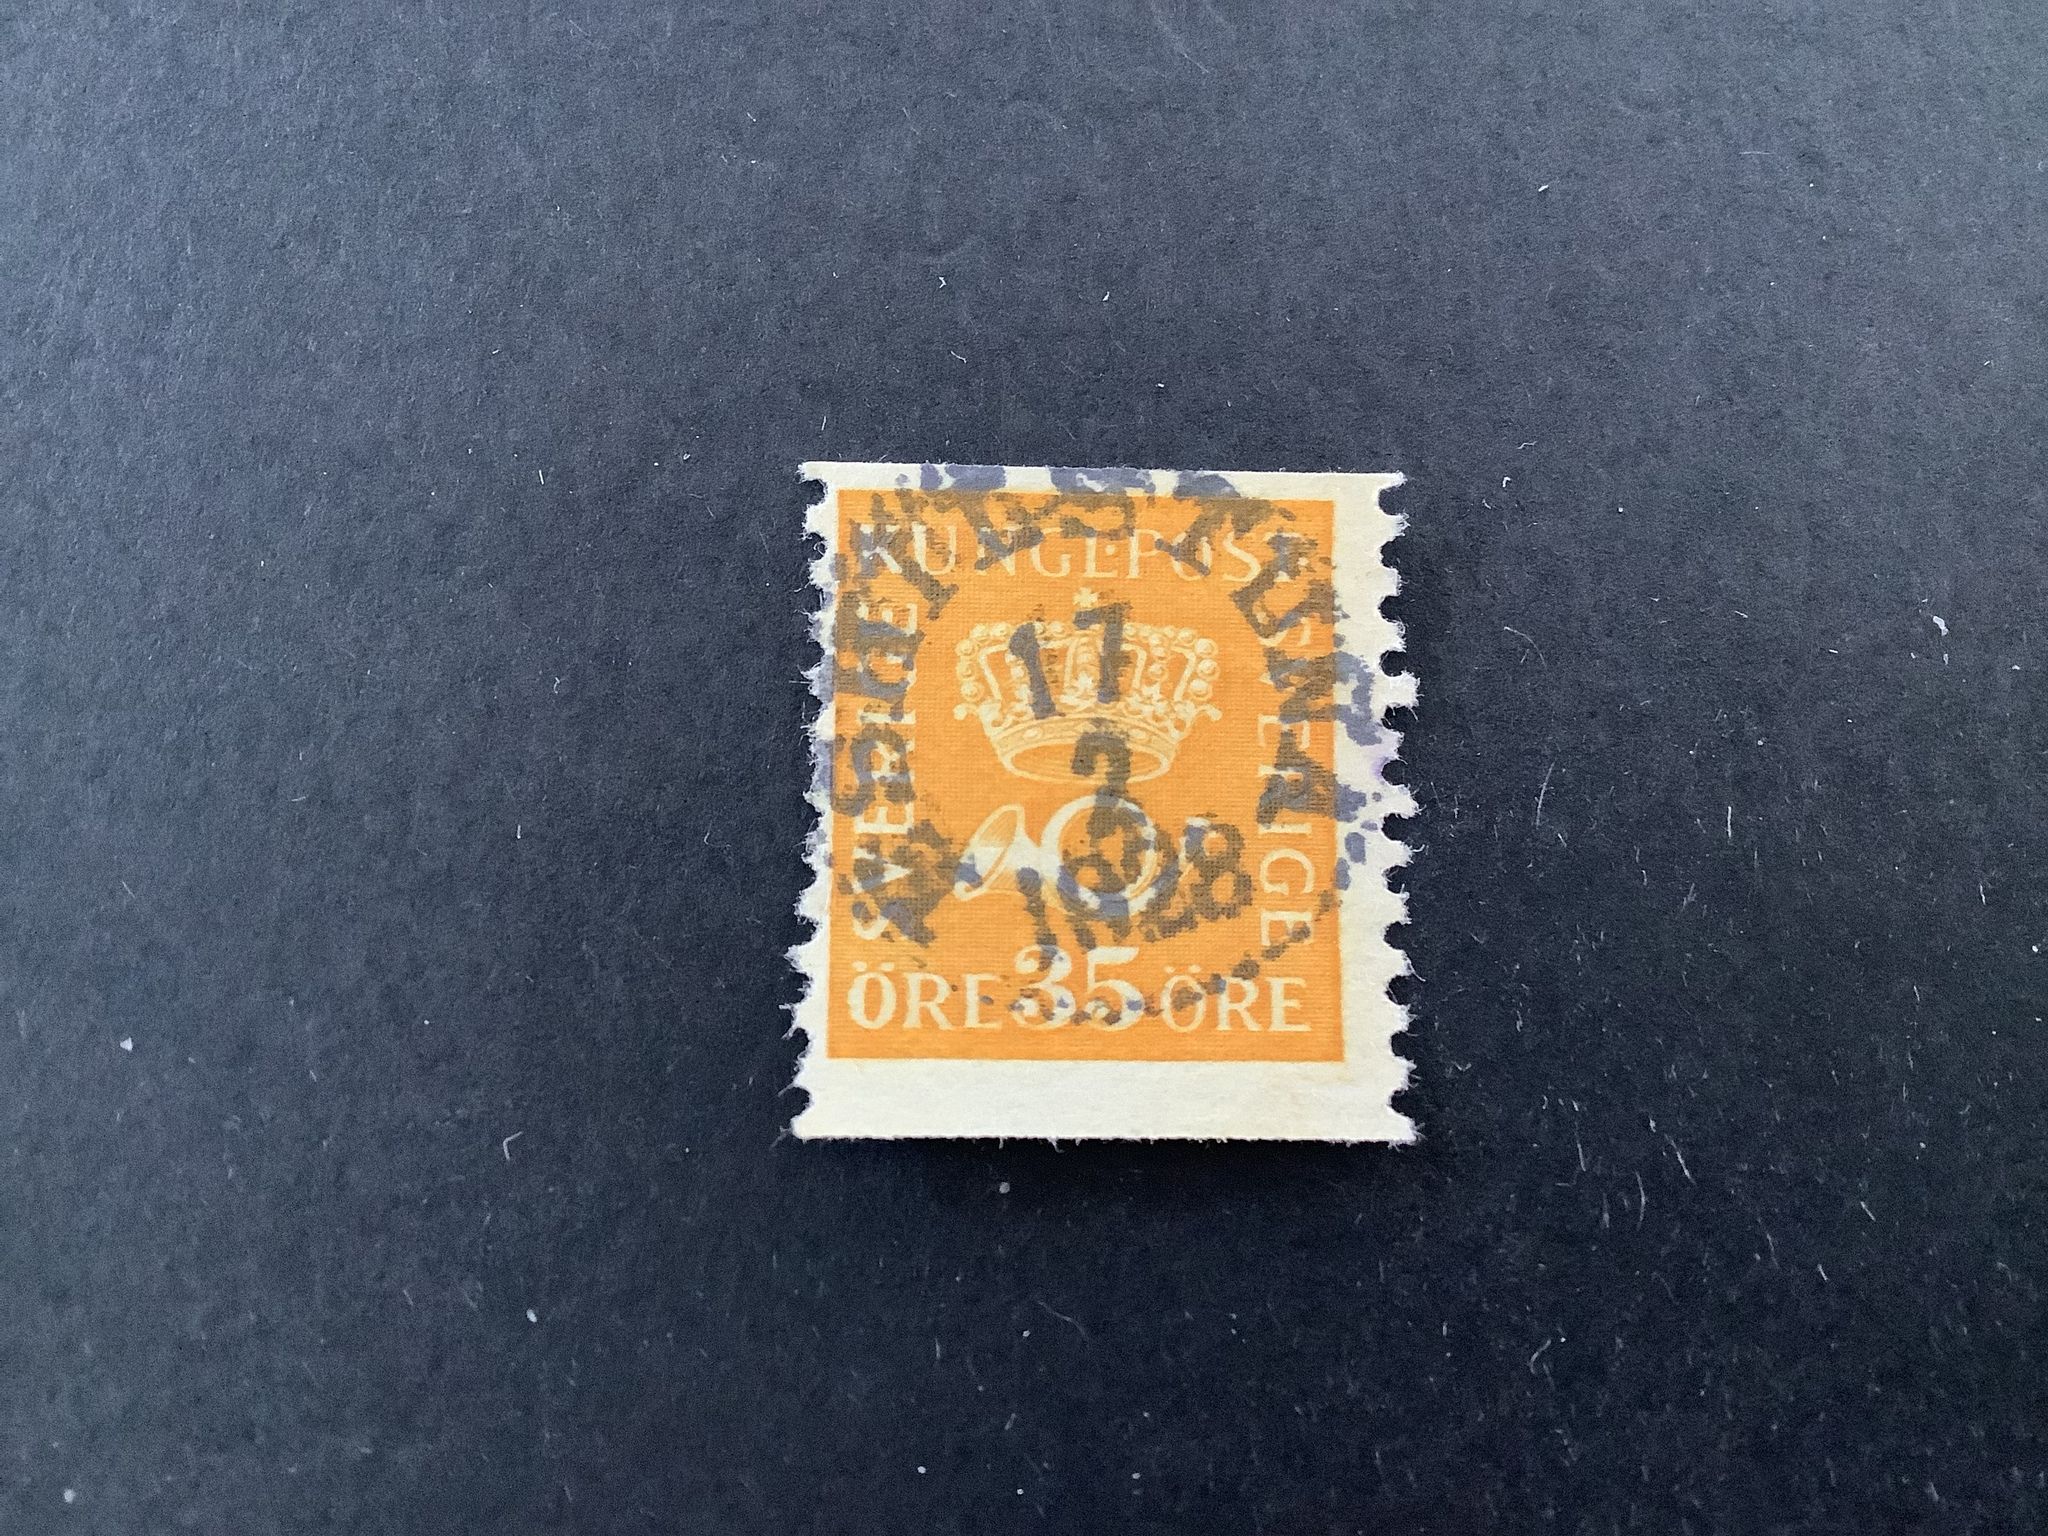 KUNGL·POST
SVERIGE
SVERIGE
ÖRE 35 ÖRE
17
2
1928